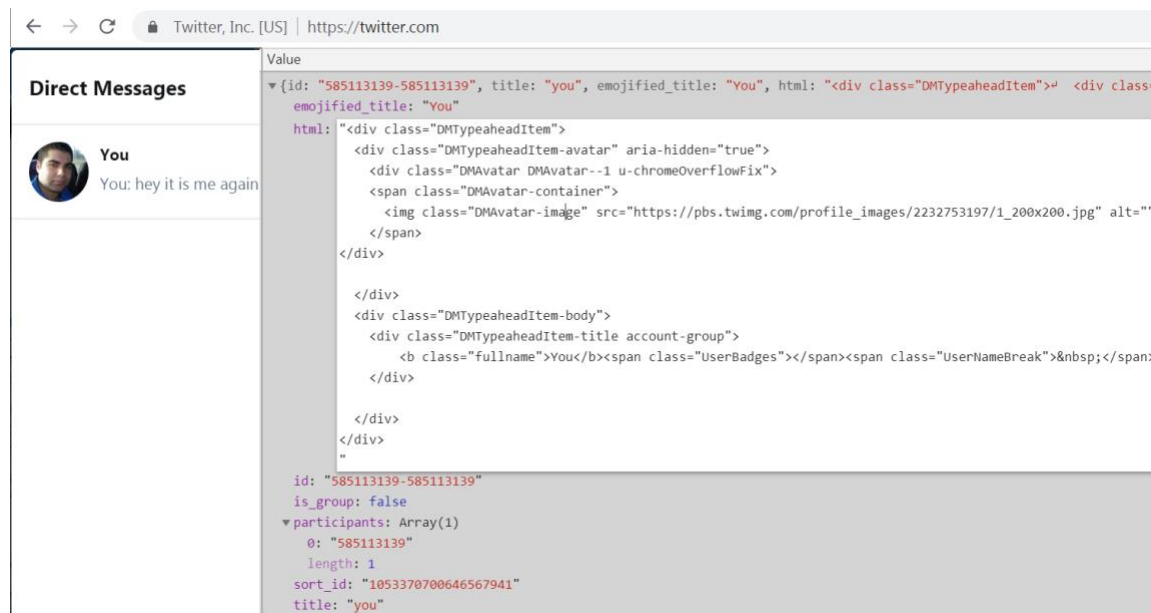 Twitter, Inc. [US] | https://twitter.com
Direct Messages
You
You: hey it is me again
Value
▼{id: "585113139-585113139", title: "you", emojified_title: "You", html: "<div class="DMTypeaheadItem">↵  <div class=
emojified_title: "You"
html: "<div class="DMTypeaheadItem">
<div class="DMTypeaheadItem-avatar" aria-hidden="true">
<div class="DMAvatar DMAvatar--1 u-chromeOverflowFix">
<span class="DMAvatar-container">
<img class="DMAvatar-image" src="https://pbs.twimg.com/profile_images/2232753197/1_200x200.jpg" alt=""
</span>
</div>
</div>
<div class="DMTypeaheadItem-body">
<div class="DMTypeaheadItem-title account-group">
<b class="fullname">You</b><span class="UserBadges"></span><span class="UserNameBreak">&nbsp;</span>
</div>
</div>
</div>
"
id: "585113139-585113139"
is_group: false
▼participants: Array(1)
0: "585113139"
length: 1
sort_id: "1053370700646567941"
title: "you"